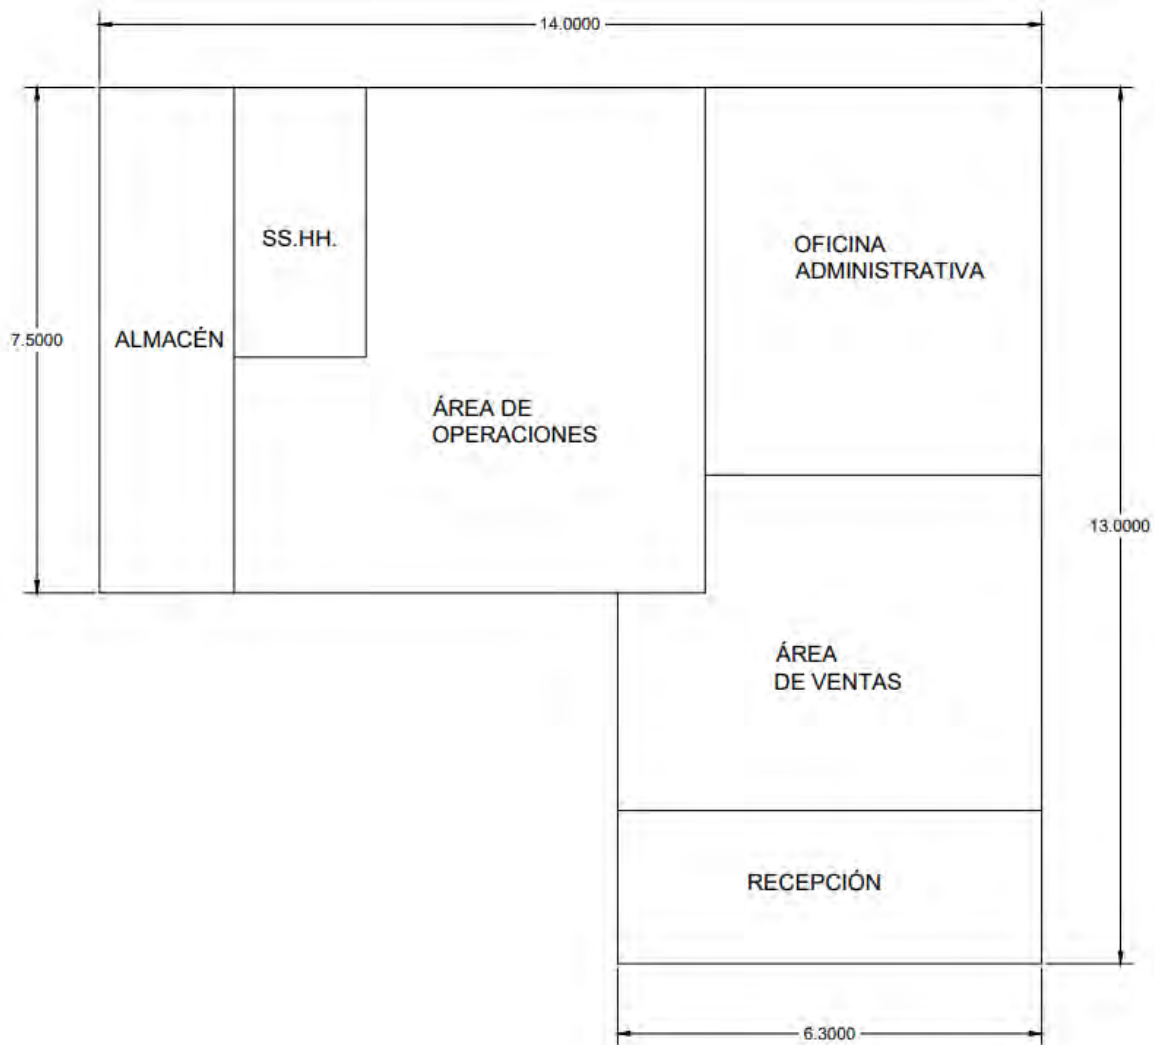 14.0000
SS.HH.
OFICINA
ADMINISTRATIVA
7.5000
ALMACÉN
ÁREA DE
OPERACIONES
13.0000
ÁREA
DE VENTAS
RECEPCIÓN
6.3000